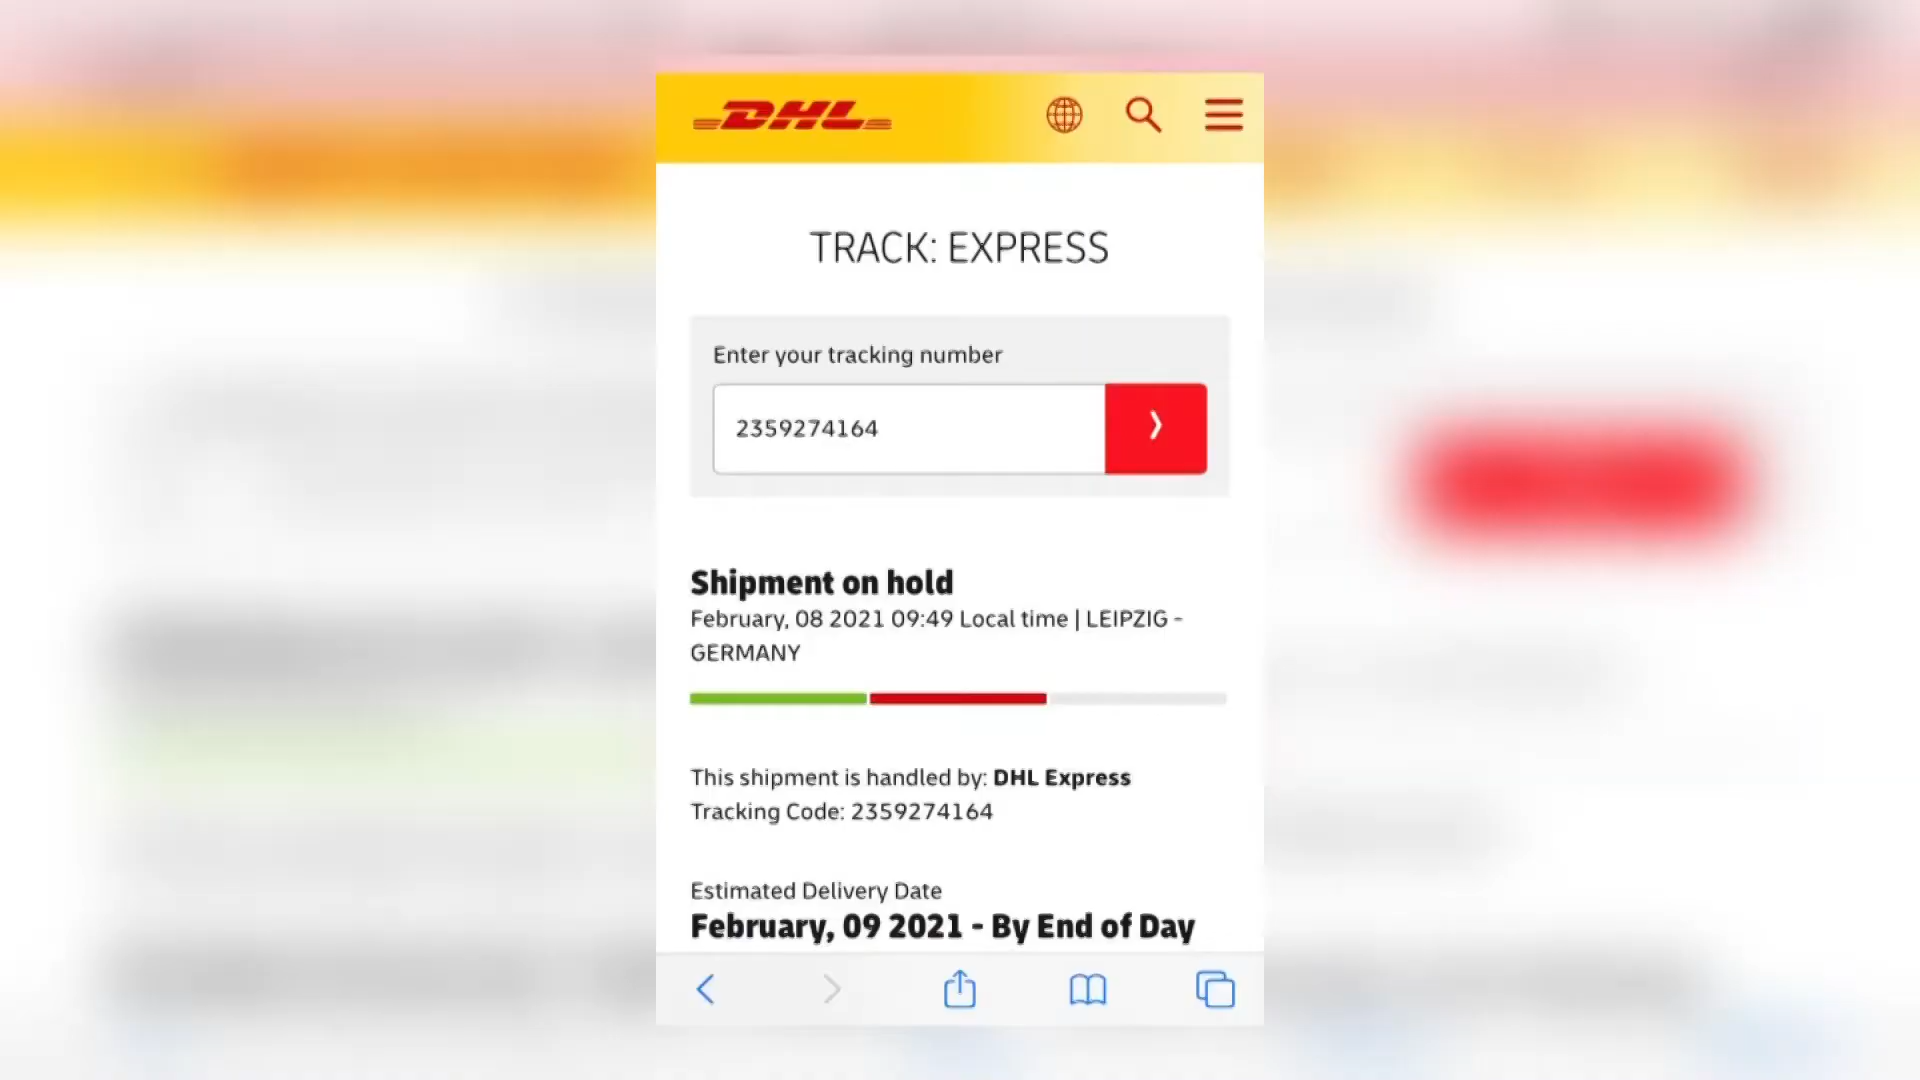 DHL
TRACK: EXPRESS
Enter your tracking number
2359274164
Shipment on hold
February, 08 2021 09:49 Local time | LEIPZIG -
GERMANY
This shipment is handled by: DHL Express
Tracking Code: 2359274164
Estimated Delivery Date
February, 09 2021 - By End of Day